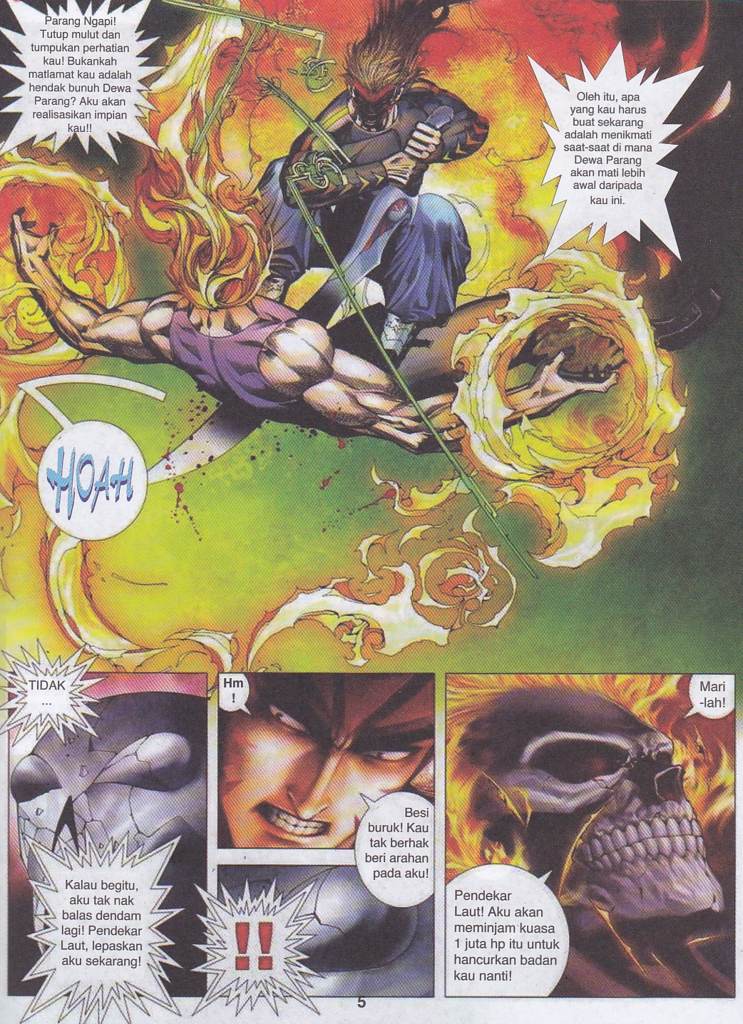 Parang Ngapi!
Tutup mulut dan
tumpukan perhatian
kau! Bukankah
matlamat kau adalah
hendak bunuh Dewa
Parang? Aku akan
realisasikan impian
kau!!
Oleh itu, apa
yang kau harus
buat sekarang
adalah menikmati
saat-saat di mana
Dewa Parang
akan mati lebih
awal daripada
kau ini.
HOAH
TIDAK
...
Kalau begitu,
aku tak nak
balas dendam
lagi! Pendekar
Laut, lepaskan
aku sekarang!
Hm
!
Besi
buruk! Kau
tak berhak
beri arahan
pada aku!
!!
Mari
-lah!
Pendekar
Laut! Aku akan
meminjam kuasa
1 juta hp itu untuk
hancurkan badan
kau nanti!
5